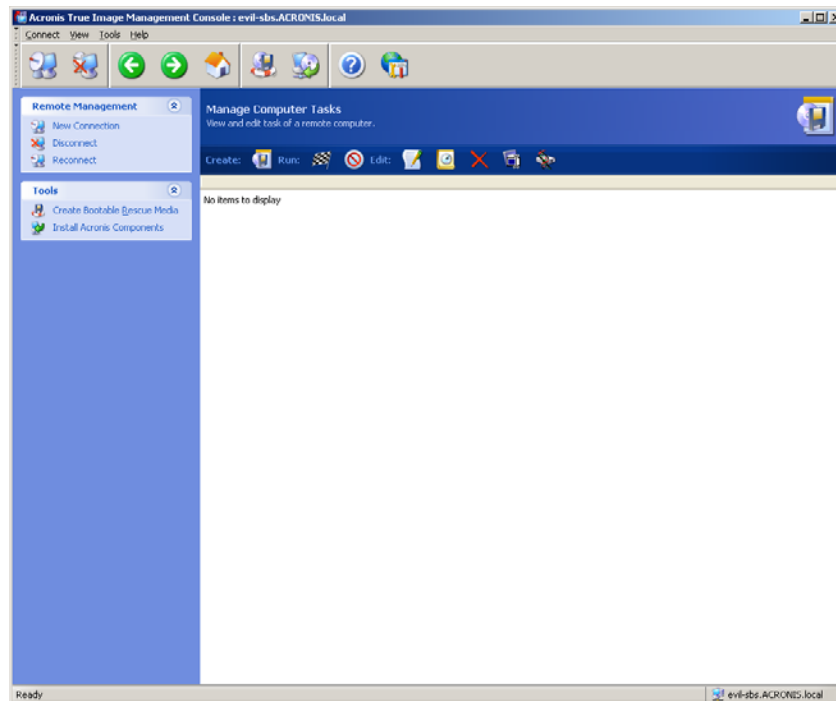 Acronis True Image Management Console : evil-sbs.ACRONIS.local
Connect View Tools Help
Remote Management
New Connection
Disconnect
Reconnect
Tools
Create Bootable Rescue Media
Install Acronis Components
Manage Computer Tasks
View and edit task of a remote computer.
Create: Run: Edit:
No items to display
Ready
evil-sbs.ACRONIS.local